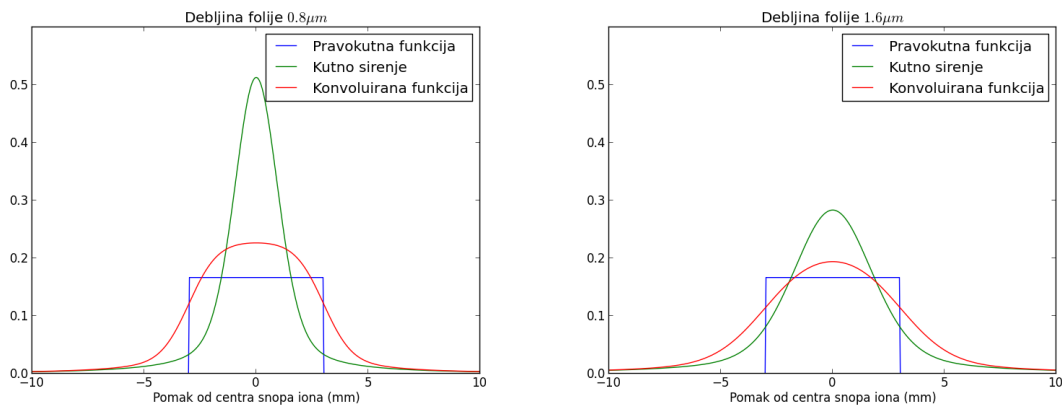 Debljina folije 0.8μm
Pravokutna funkcija
Kutno sirenje
Konvoluirana funkcija
0.5
0.4
0.3
0.2
0.1
0.0
−10
−5
0
5
10
Pomak od centra snopa iona (mm)
Debljina folije 1.6μm
Pravokutna funkcija
Kutno sirenje
Konvoluirana funkcija
0.5
0.4
0.3
0.2
0.1
0.0
−10
−5
0
5
10
Pomak od centra snopa iona (mm)